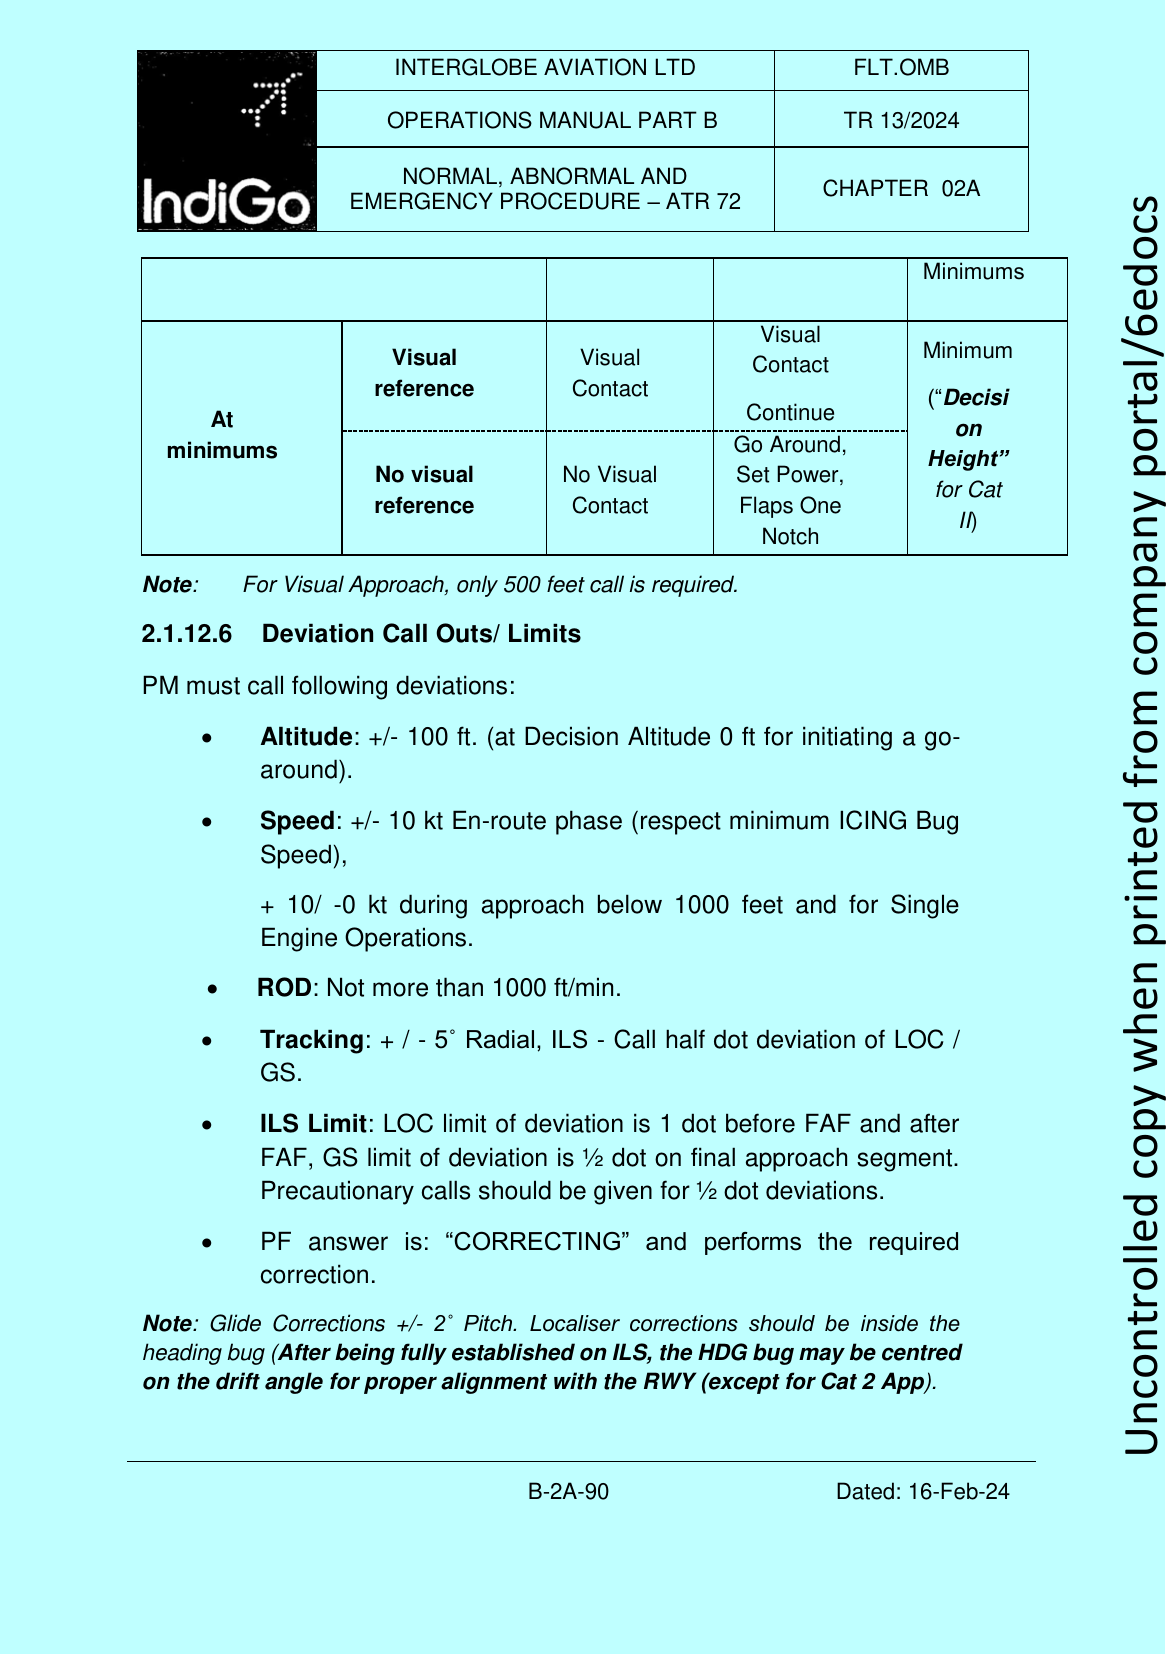 IndiGo
INTERGLOBE AVIATION LTD
FLT.OMB
OPERATIONS MANUAL PART B
TR 13/2024
NORMAL, ABNORMAL AND
EMERGENCY PROCEDURE – ATR 72
CHAPTER 02A
Minimums
At
minimums
Visual
reference
Visual
Contact
Visual
Contact
Continue
Minimum
(“Decisi
on
Height”
for Cat
II)
No visual
reference
No Visual
Contact
Go Around,
Set Power,
Flaps One
Notch
Note: For Visual Approach, only 500 feet call is required.
2.1.12.6 Deviation Call Outs/ Limits
PM must call following deviations:
• Altitude: +/- 100 ft. (at Decision Altitude 0 ft for initiating a go-
around).
• Speed: +/- 10 kt En-route phase (respect minimum ICING Bug
Speed),
+ 10/ -0 kt during approach below 1000 feet and for Single
Engine Operations.
• ROD: Not more than 1000 ft/min.
• Tracking: + / - 5˚ Radial, ILS - Call half dot deviation of LOC /
GS.
• ILS Limit: LOC limit of deviation is 1 dot before FAF and after
FAF, GS limit of deviation is ½ dot on final approach segment.
Precautionary calls should be given for ½ dot deviations.
• PF answer is: “CORRECTING” and performs the required
correction.
Note: Glide Corrections +/- 2˚ Pitch. Localiser corrections should be inside the
heading bug (After being fully established on ILS, the HDG bug may be centred
on the drift angle for proper alignment with the RWY (except for Cat 2 App).
B-2A-90
Dated: 16-Feb-24
Uncontrolled copy when printed from company portal/6edocs